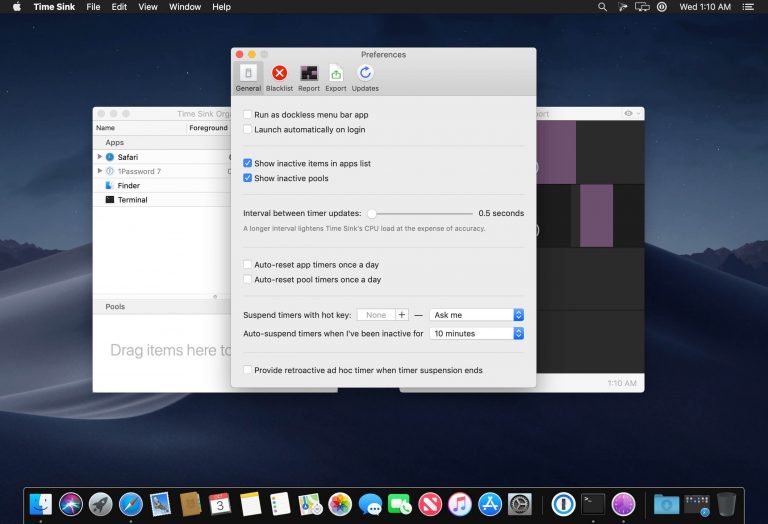 Time Sink File Edit View Window Help Wed 1:10 AM
Preferences
General Blacklist Report Export Updates
Time Sink Org
Name Foreground
Apps
Safari
1Password 7
Finder
Terminal
Pools
Drag items here to
Run as dockless menu bar app
Launch automatically on login
Show inactive items in apps list
Show inactive pools
Interval between timer updates: 0.5 seconds
A longer interval lightens Time Sink's CPU load at the expense of accuracy.
Auto-reset app timers once a day
Auto-reset pool timers once a day
Suspend timers with hot key: None + — Ask me
Auto-suspend timers when I've been inactive for 10 minutes
Provide retroactive ad hoc timer when timer suspension ends
port
)
)
1:10 AM
3